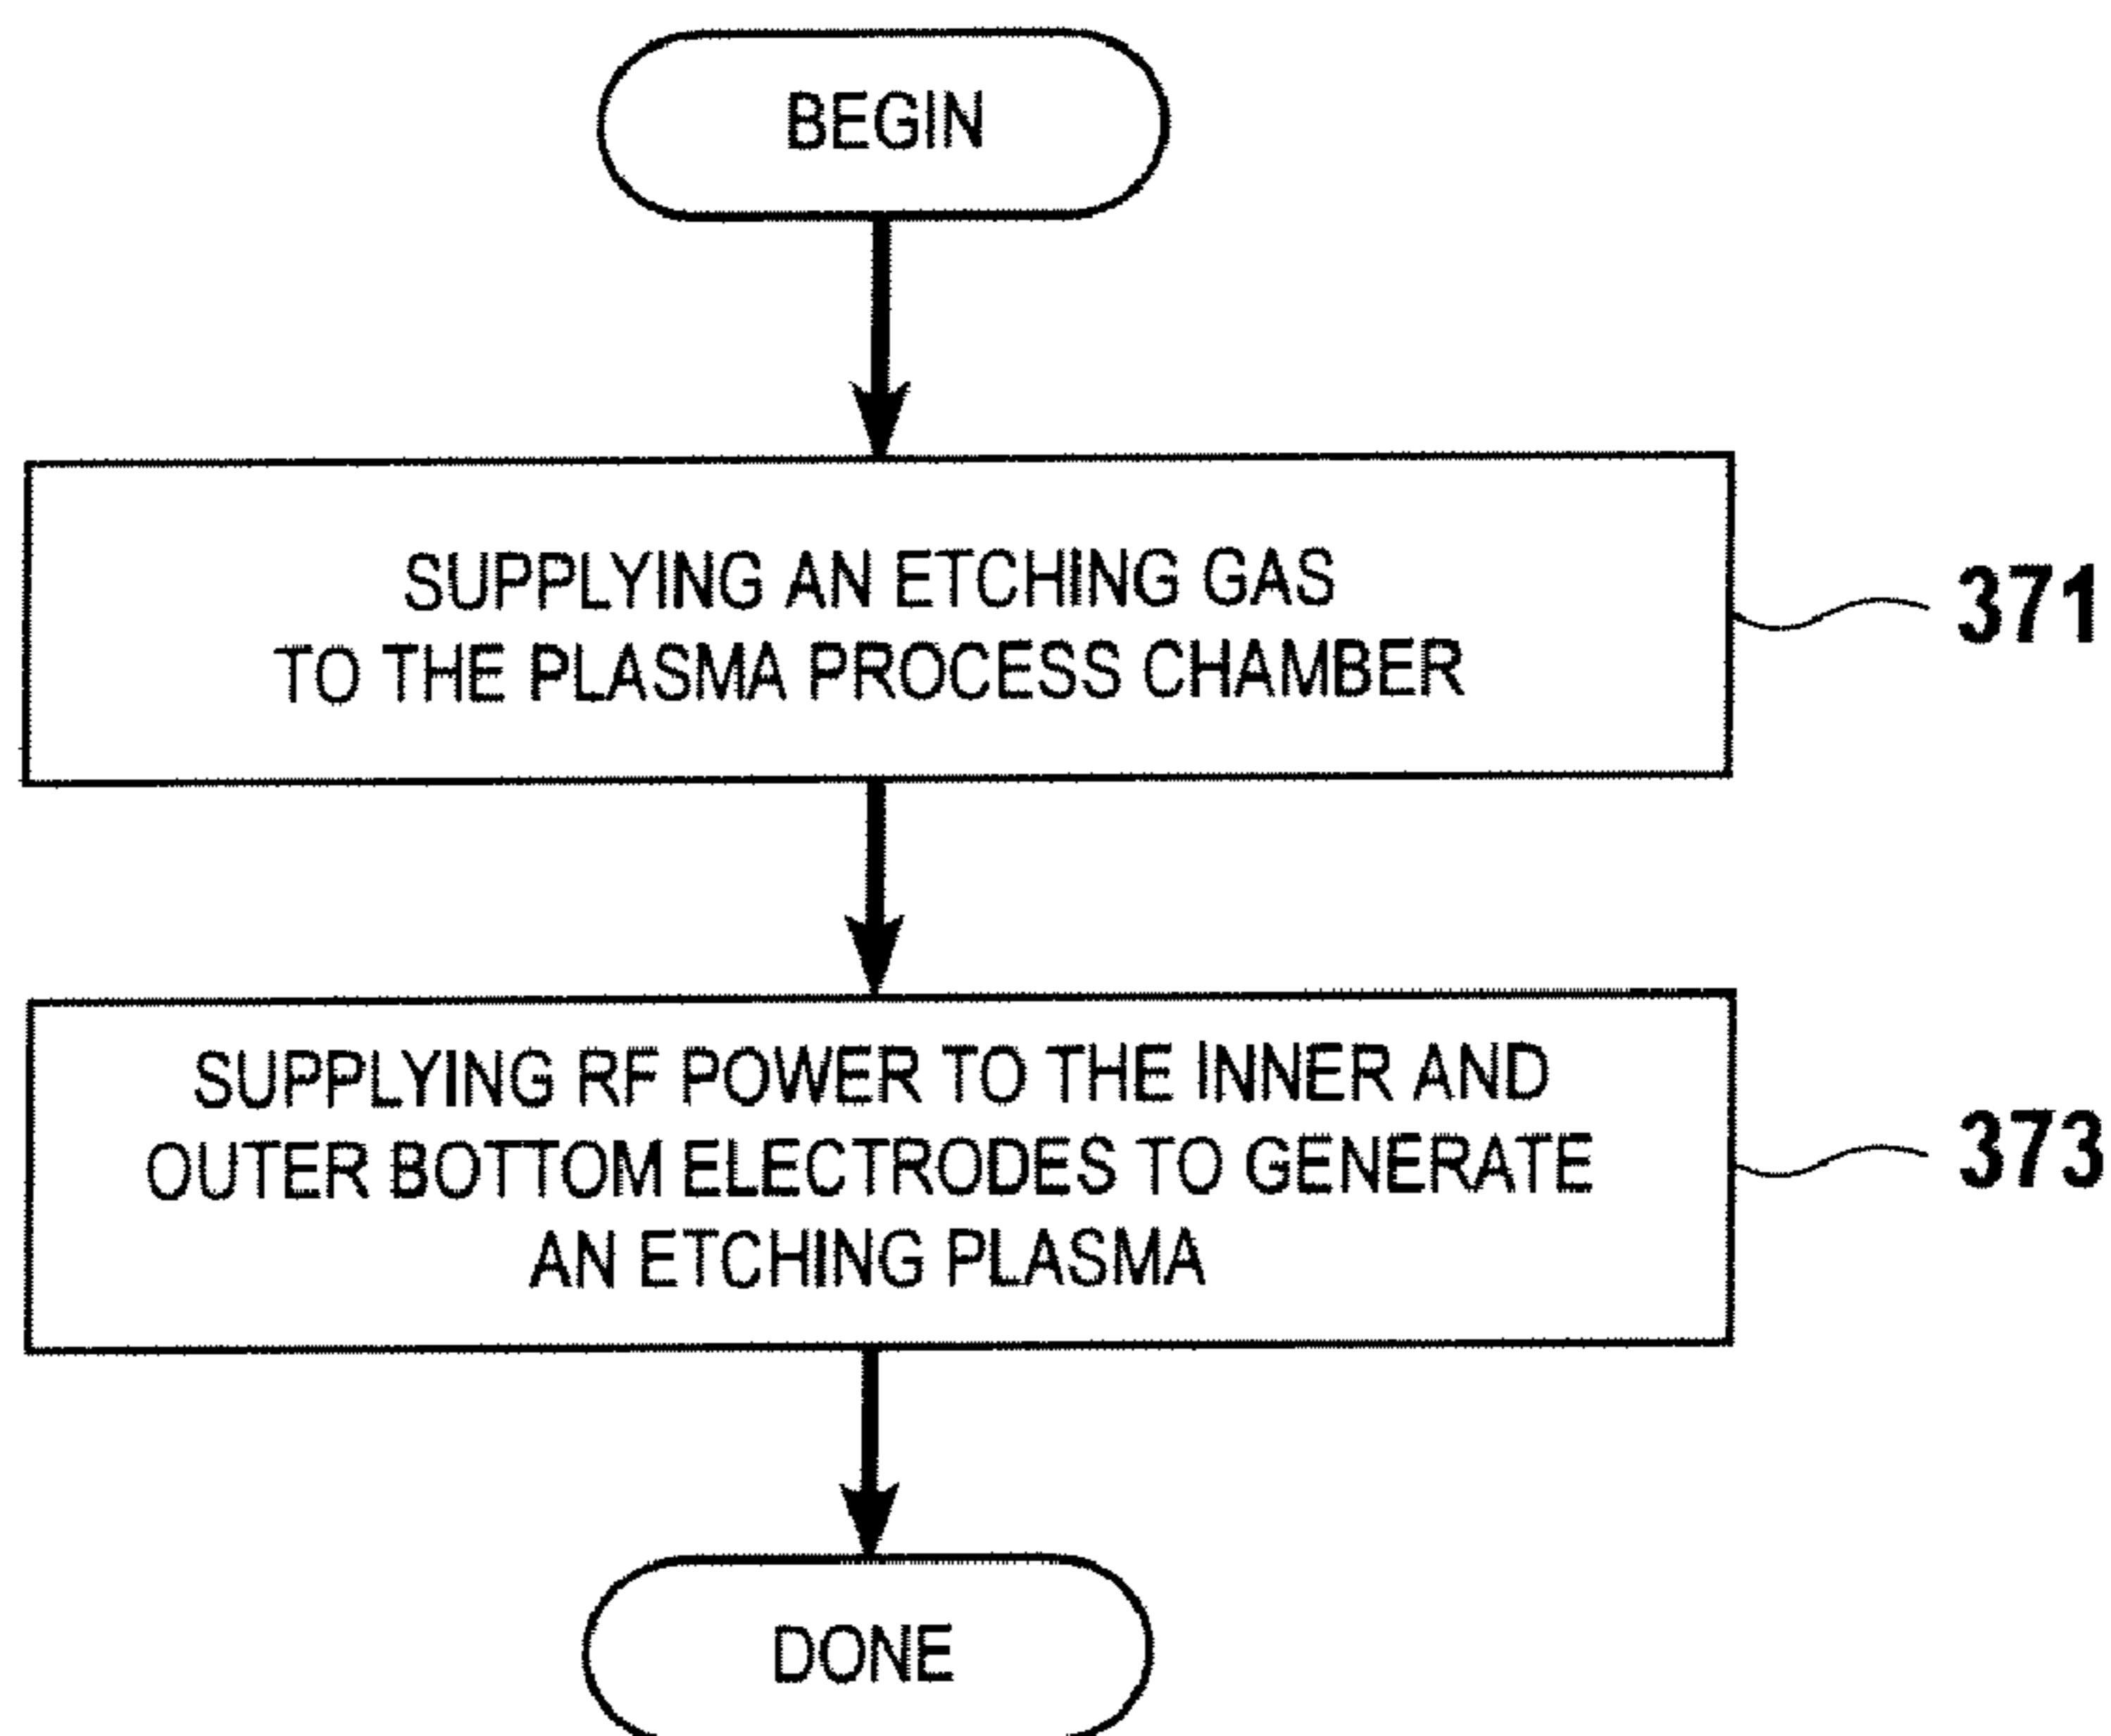 BEGIN
SUPPLYING AN ETCHING GAS
TO THE PLASMA PROCESS CHAMBER
371
SUPPLYING RF POWER TO THE INNER AND
OUTER BOTTOM ELECTRODES TO GENERATE
AN ETCHING PLASMA
373
DONE